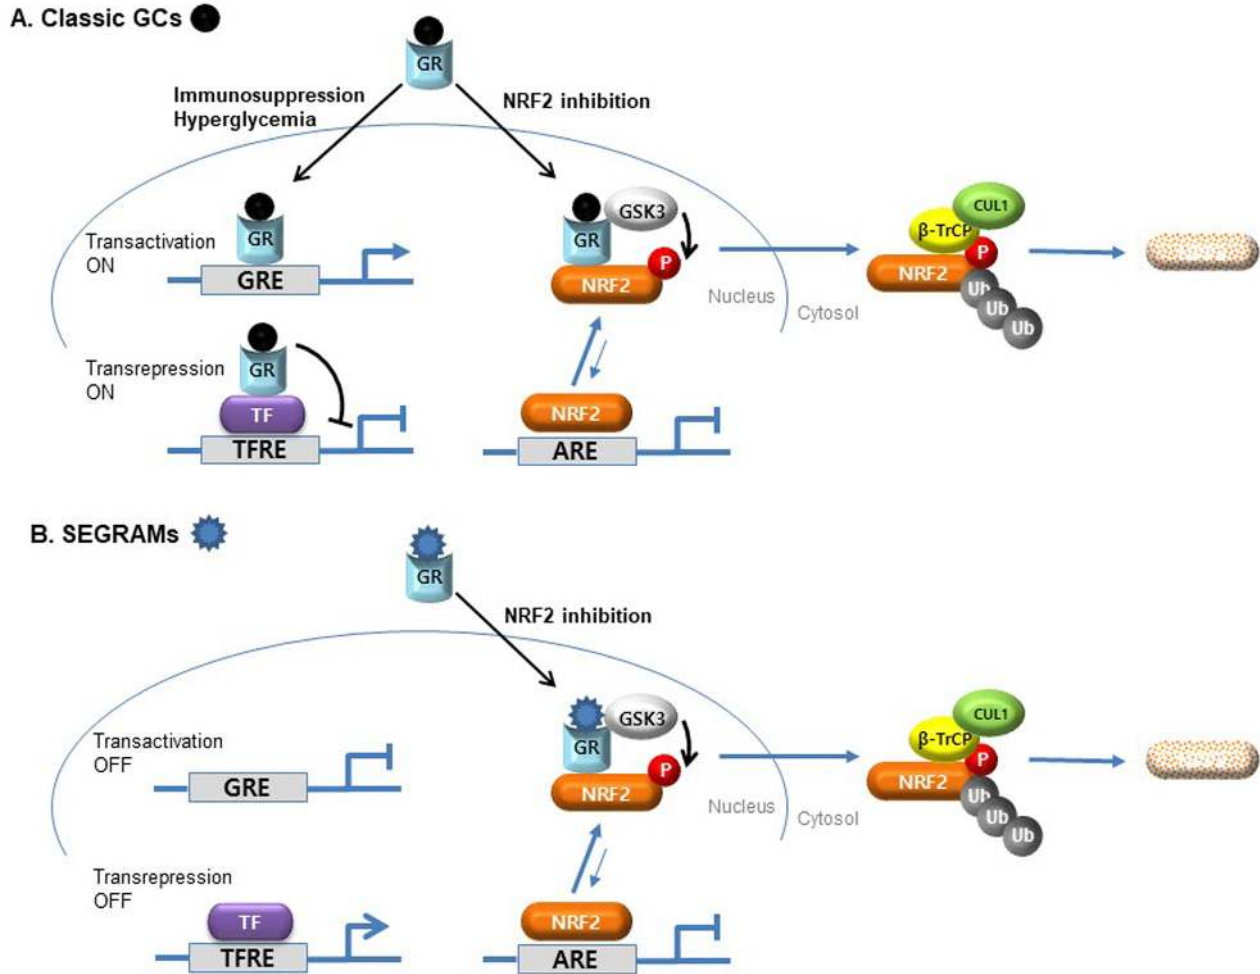 A. Classic GCs
GR
Immunosuppression
Hyperglycemia
NRF2 inhibition
Transactivation
ON
GR
GRE
GR
GSK3
P
NRF2
Nucleus
Cytosol
β-TrCP
CUL1
NRF2
P
Ub
Ub
Ub
Transrepression
ON
GR
TF
TFRE
NRF2
ARE
B. SEGRAMs
GR
NRF2 inhibition
Transactivation
OFF
GRE
GR
GSK3
P
NRF2
Nucleus
Cytosol
β-TrCP
CUL1
NRF2
P
Ub
Ub
Ub
Transrepression
OFF
TF
TFRE
NRF2
ARE